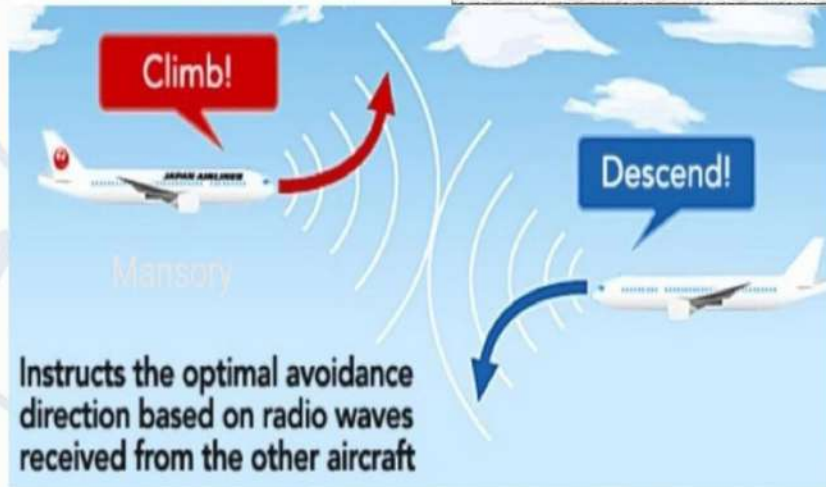 Climb!
JAPAN AIRLINES
Descend!
Mansory
Instructs the optimal avoidance
direction based on radio waves
received from the other aircraft